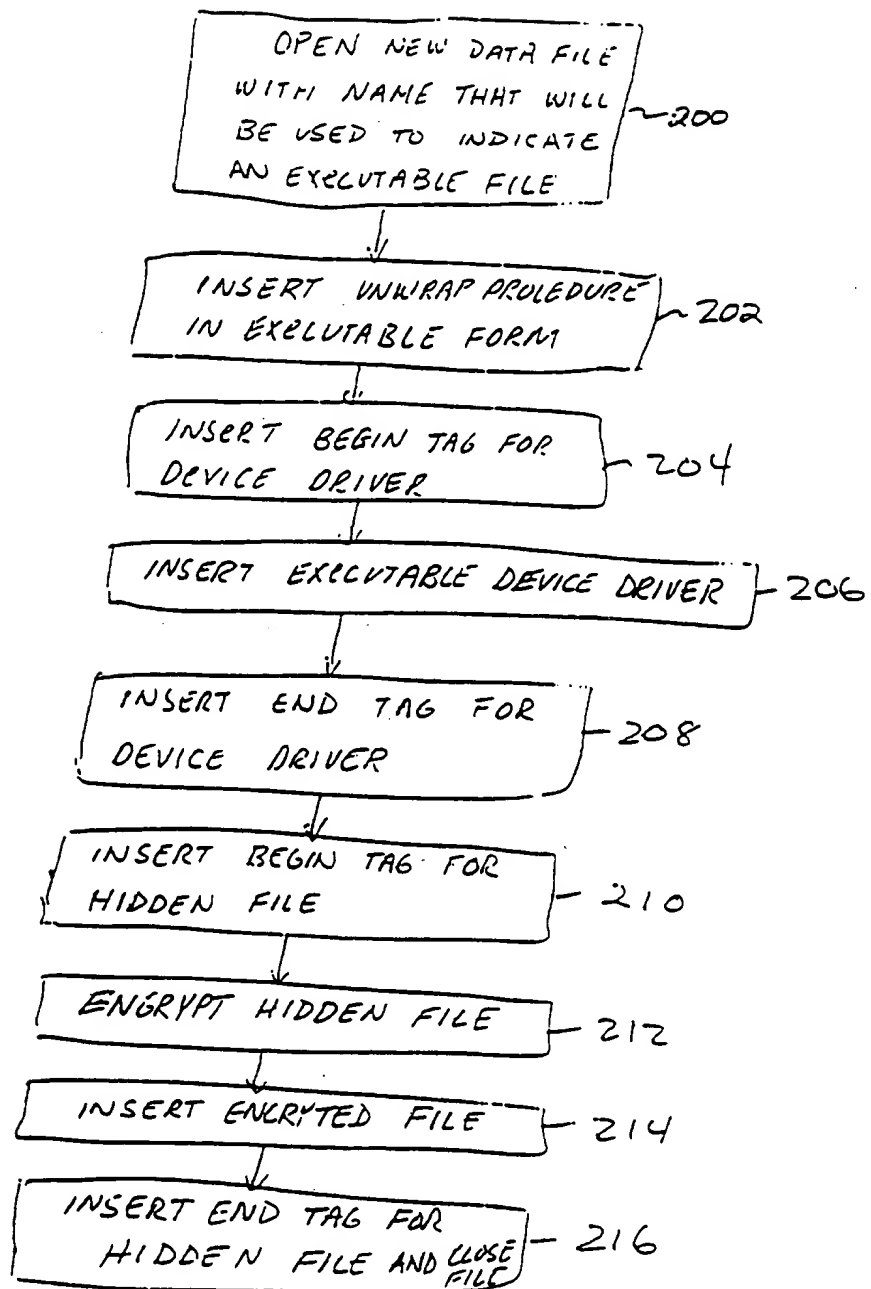 OPEN NEW DATA FILE
WITH NAME THAT WILL
BE USED TO INDICATE
AN EXECUTABLE FILE
200
INSERT UNWRAP PROCEDURE
IN EXECUTABLE FORM
202
INSERT BEGIN TAG FOR
DEVICE DRIVER
204
INSERT EXECUTABLE DEVICE DRIVER
206
INSERT END TAG FOR
DEVICE DRIVER
208
INSERT BEGIN TAG FOR
HIDDEN FILE
210
ENGRYPT HIDDEN FILE
212
INSERT ENCRYTED FILE
214
INSERT END TAG FOR
HIDDEN FILE AND CLOSE
FILE
216